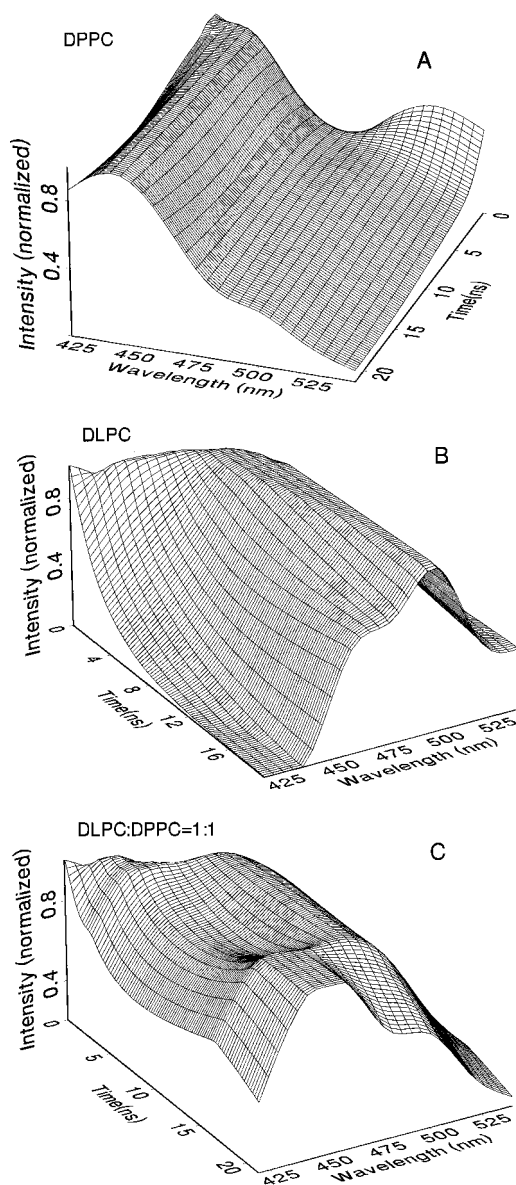 DPPC
A
Intensity (normalized)
0.8
0.4
425
450
475
500
525
Wavelength (nm)
0
5
10
15
20
Time(ns)
DLPC
B
Intensity (normalized)
0.8
0.4
0
4
8
12
16
Time(ns)
425
450
475
500
525
Wavelength (nm)
DLPC:DPPC=1:1
C
Intensity (normalized)
0.8
0.4
0
5
10
15
20
Time(ns)
425
450
475
500
525
Wavelength (nm)